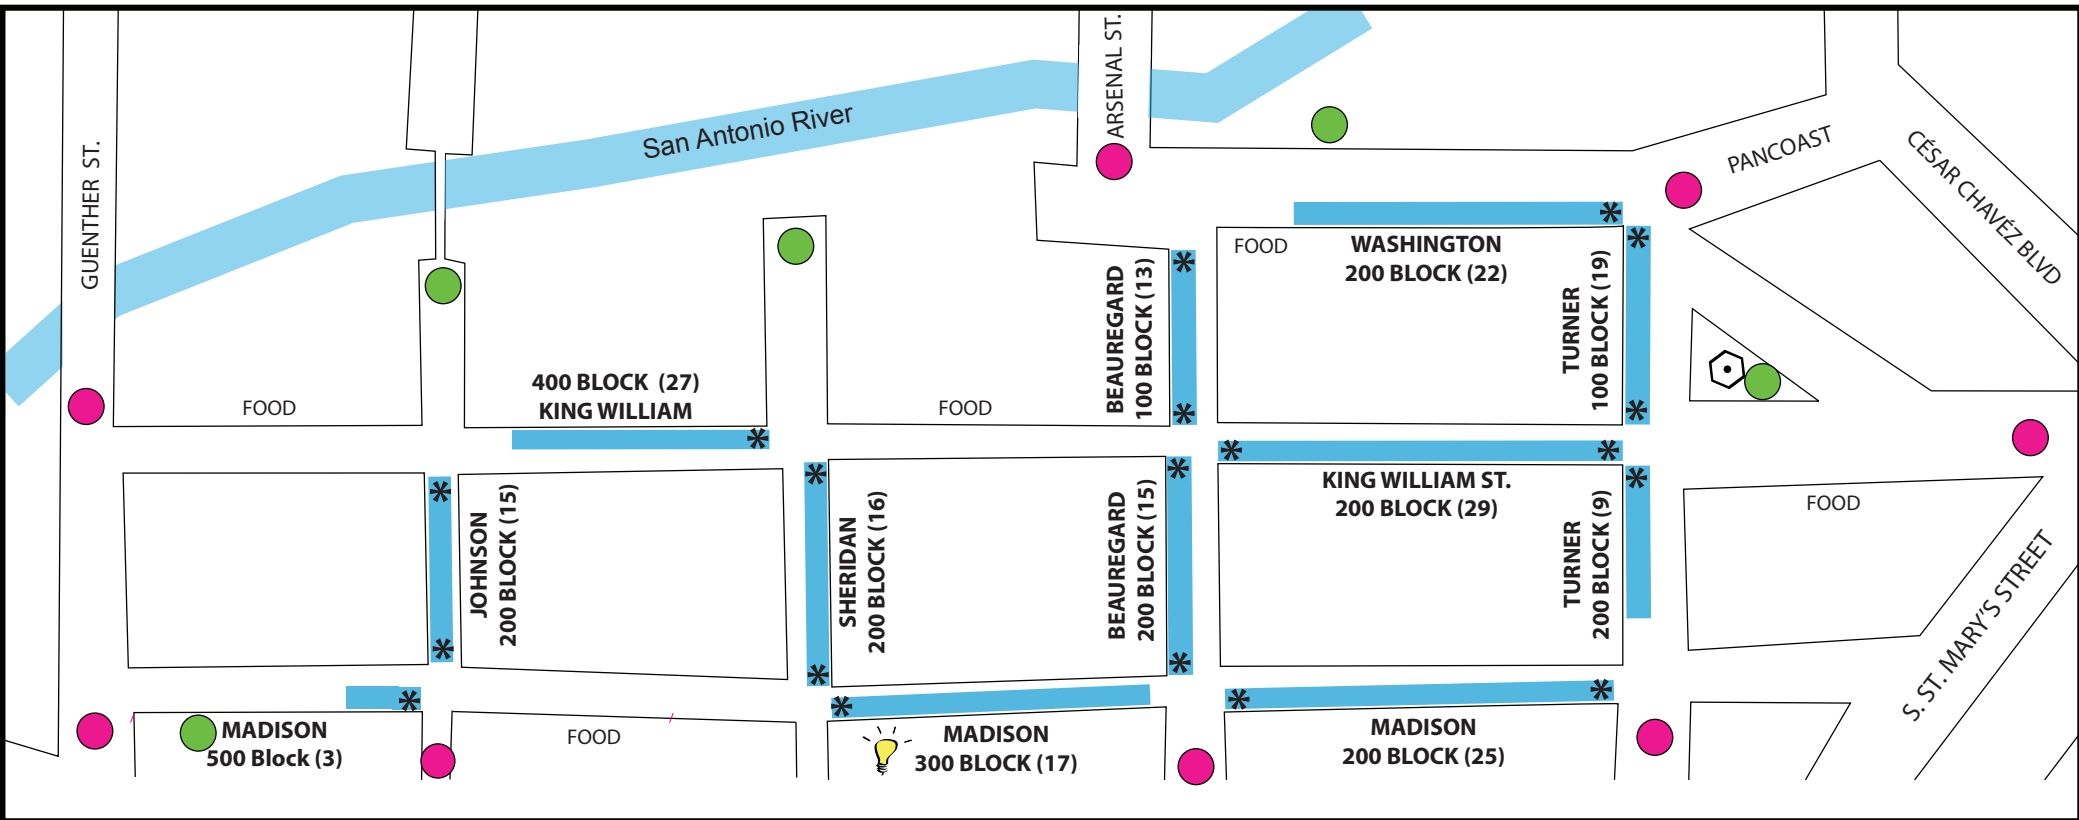 ARSENAL ST.
San Antonio River
GUENTHER ST.
PANCOAST
CÉSAR CHAVÉZ BLVD
FOOD
WASHINGTON
200 BLOCK (22)
BEAUREGARD
100 BLOCK (13)
TURNER
100 BLOCK (19)
400 BLOCK (27)
KING WILLIAM
FOOD
FOOD
KING WILLIAM ST.
200 BLOCK (29)
JOHNSON
200 BLOCK (15)
SHERIDAN
200 BLOCK (16)
BEAUREGARD
200 BLOCK (15)
TURNER
200 BLOCK (9)
FOOD
S. ST. MARY'S STREET
MADISON
500 Block (3)
FOOD
MADISON
300 BLOCK (17)
MADISON
200 BLOCK (25)